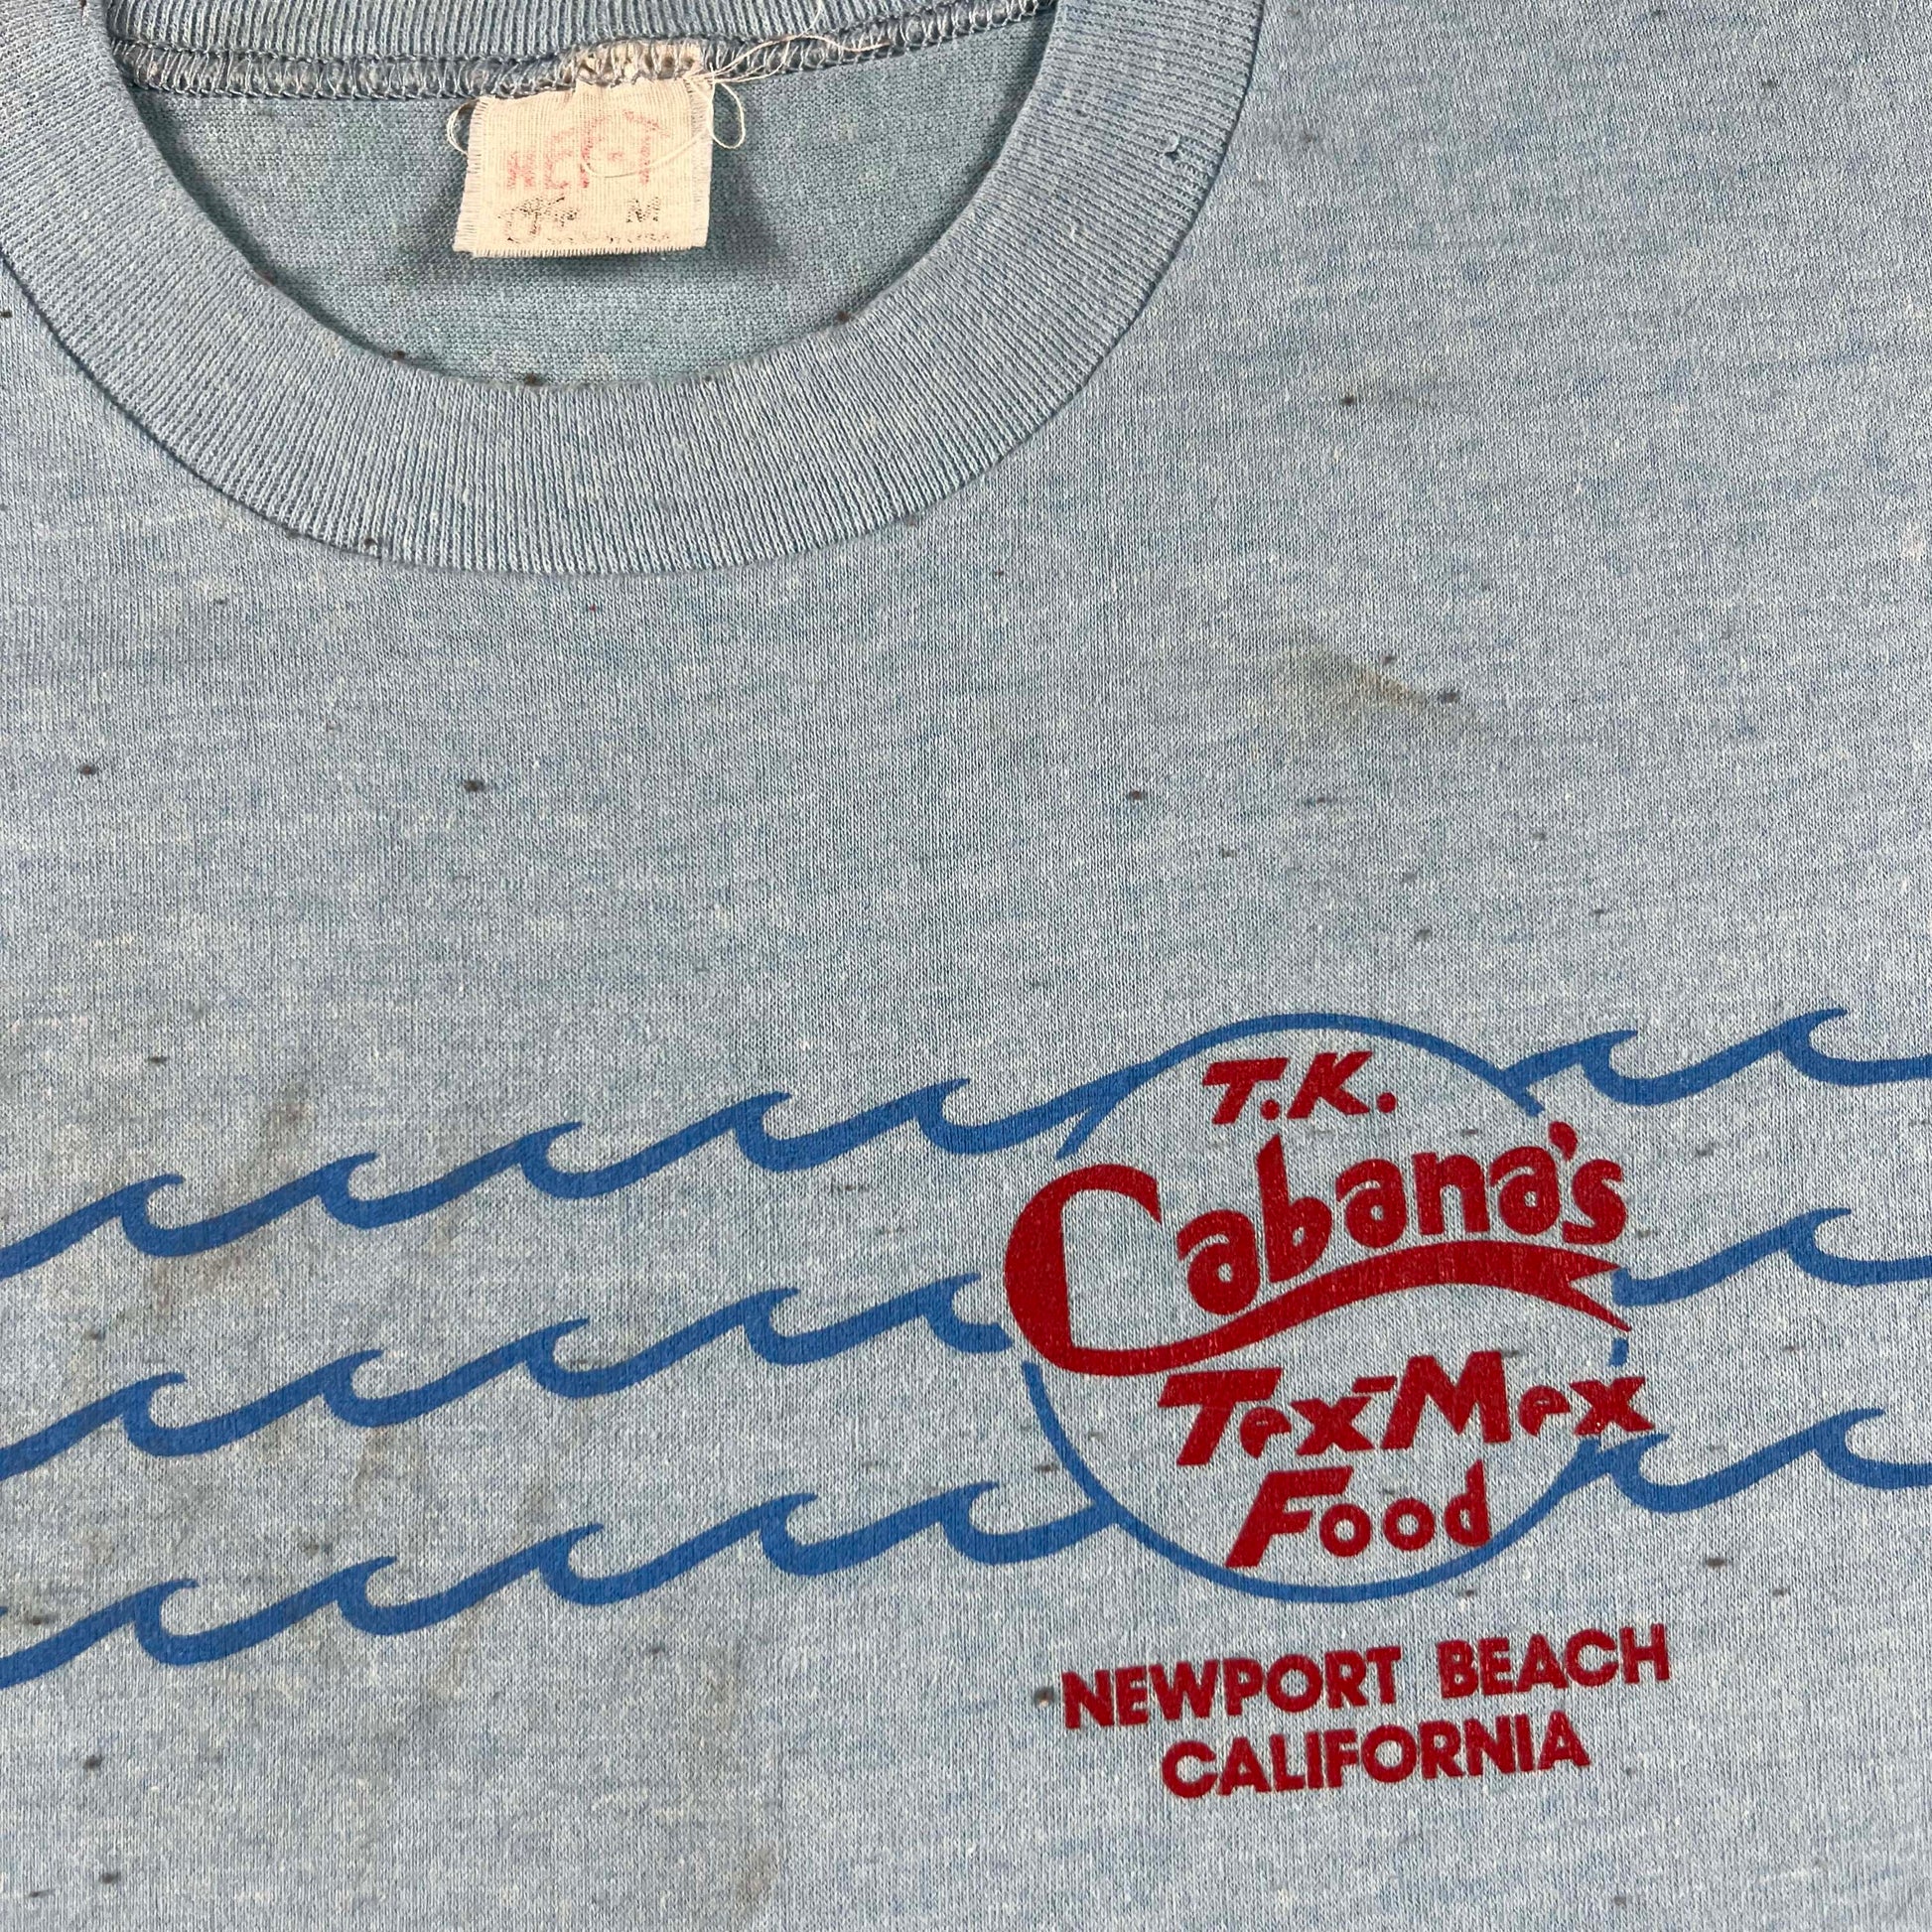 M
T.K.
Cabana's
Tex-Mex
Food
NEWPORT BEACH
CALIFORNIA